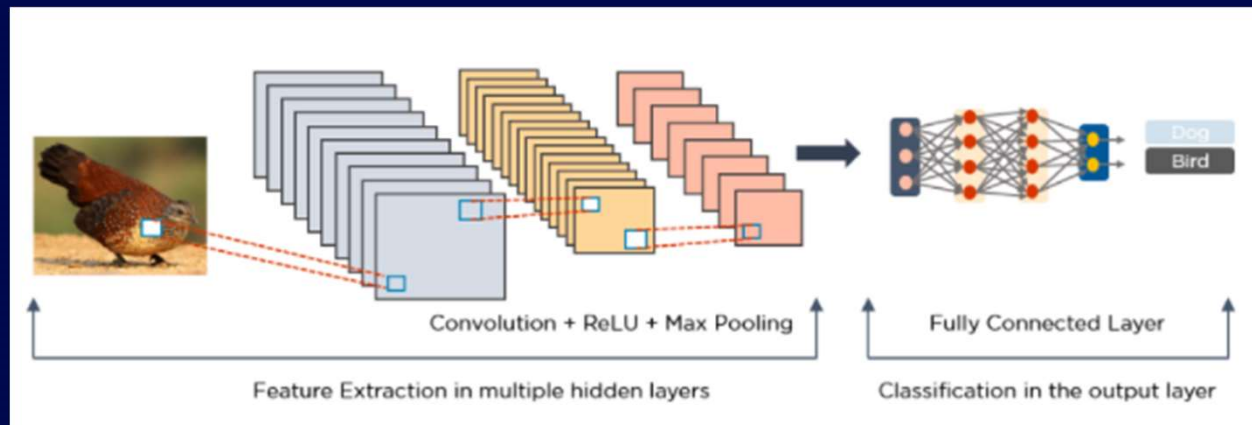 Dog
Bird
Convolution + ReLU + Max Pooling
Fully Connected Layer
Feature Extraction in multiple hidden layers
Classification in the output layer